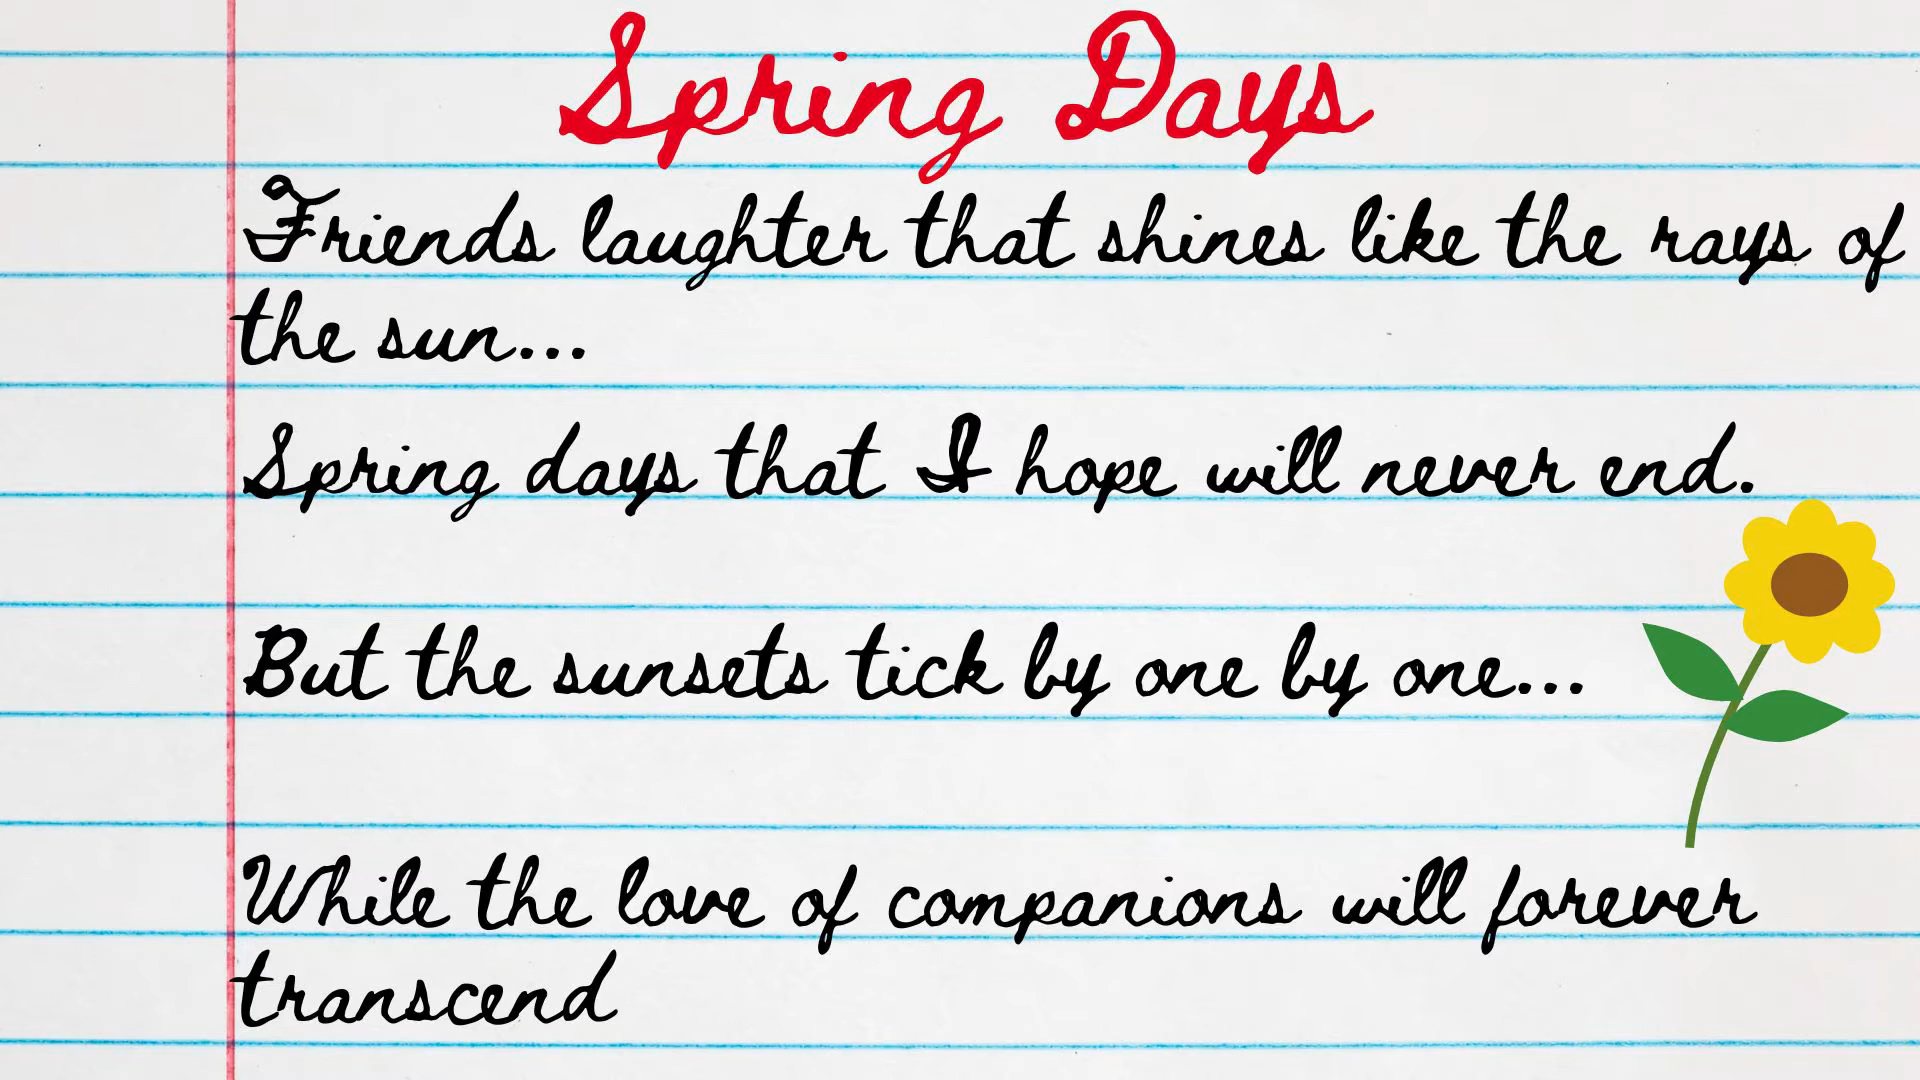 Spring Days
Friends laughter that shines like the rays of
the sun...
Spring days that I hope will never end.
But the sunsets tick by one by one...
While the love of companions will forever
transcend